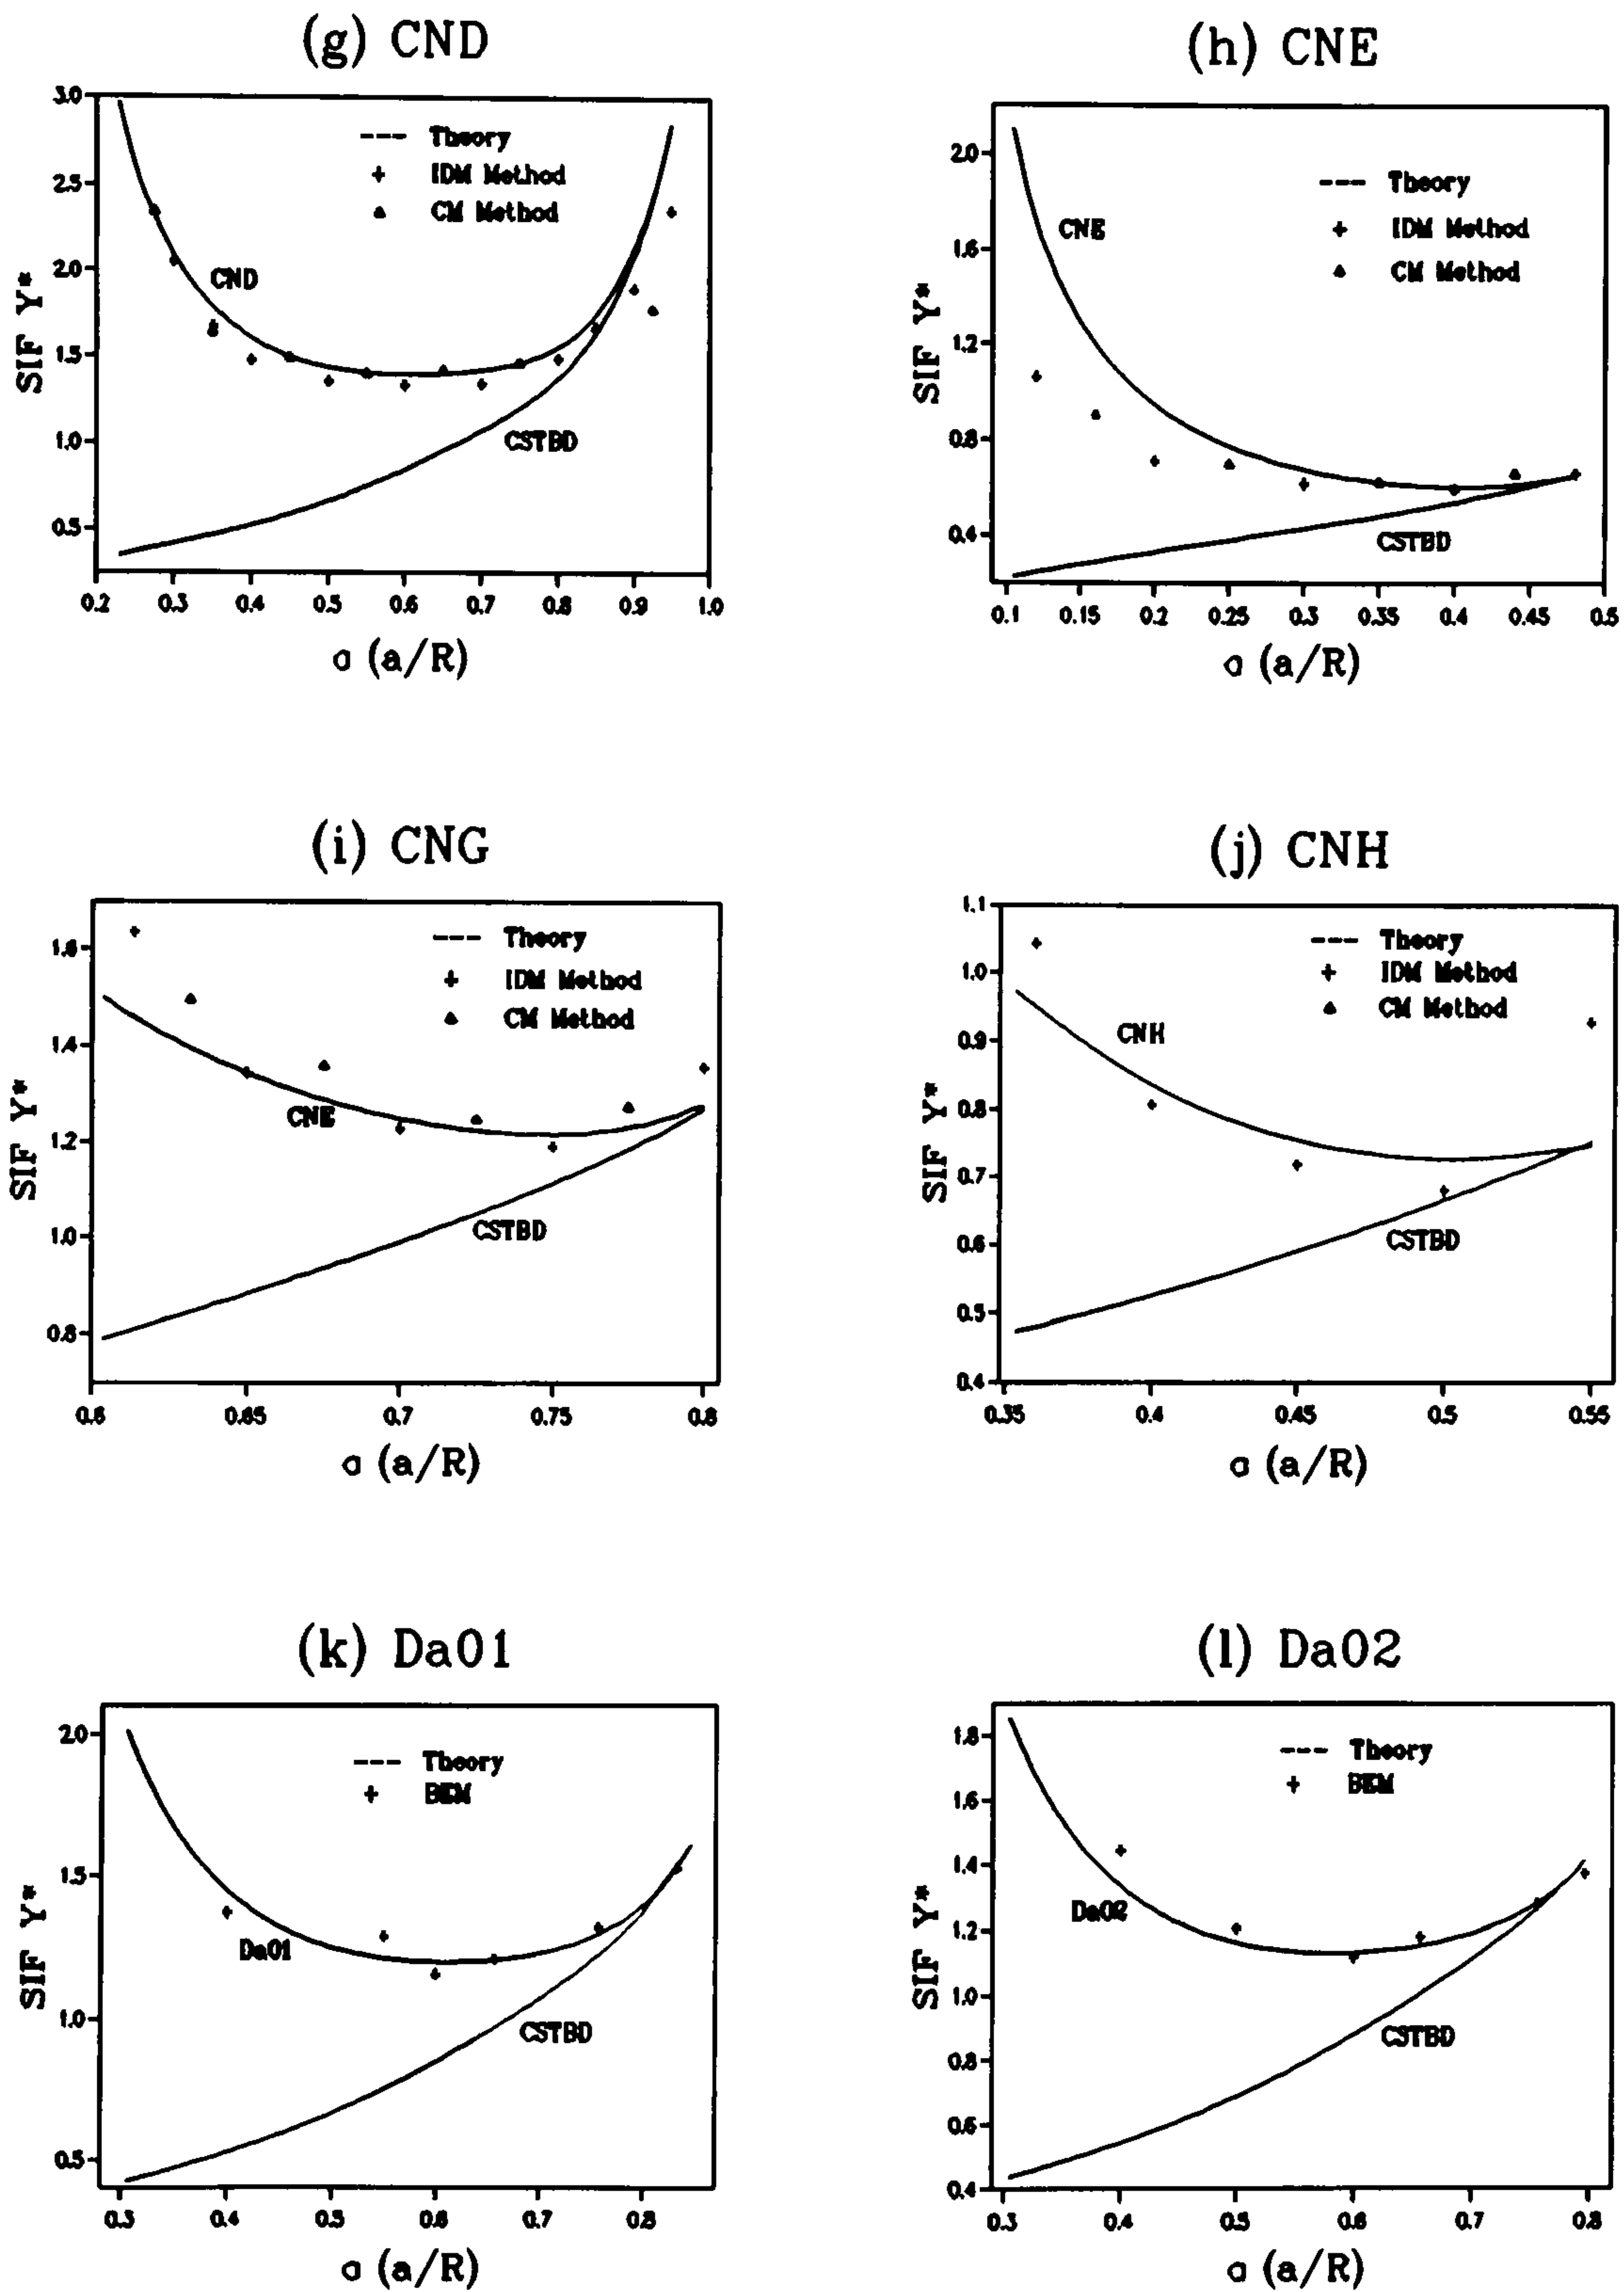 (g) CND
3.0
2.5
2.0
1.5
1.0
0.5
SIF Y*
--- Theory
+ IDM Method
▲ CM Method
CND
CSTBD
0.2 0.3 0.4 0.5 0.6 0.7 0.8 0.9 1.0
α (a/R)
(h) CNE
2.0
1.6
1.2
0.8
0.4
SIF Y*
--- Theory
+ IDM Method
▲ CM Method
CNE
CSTBD
0.1 0.15 0.2 0.25 0.3 0.35 0.4 0.45 0.5
α (a/R)
(i) CNG
1.6
1.4
1.2
1.0
0.8
SIF Y*
--- Theory
+ IDM Method
▲ CM Method
CNE
CSTBD
0.6 0.65 0.7 0.75 0.8
α (a/R)
(j) CNH
1.1
1.0
0.9
0.8
0.7
0.6
0.5
0.4
SIF Y*
--- Theory
+ IDM Method
▲ CM Method
CNH
CSTBD
0.35 0.4 0.45 0.5 0.55
α (a/R)
(k) Da01
2.0
1.5
1.0
0.5
SIF Y*
--- Theory
+ BEM
Da01
CSTBD
0.3 0.4 0.5 0.6 0.7 0.8
α (a/R)
(l) Da02
1.8
1.6
1.4
1.2
1.0
0.8
0.6
0.4
SIF Y*
--- Theory
+ BEM
Da02
CSTBD
0.3 0.4 0.5 0.6 0.7 0.8
α (a/R)